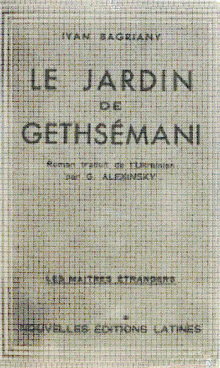 IVAN BAGRIANY
LE JARDIN
DE
GETHSÉMANI
Roman traduit de l'Ukrainien
par G. ALEXINSKY
LES MAITRES ÉTRANGERS
NOUVELLES ÉDITIONS LATINES